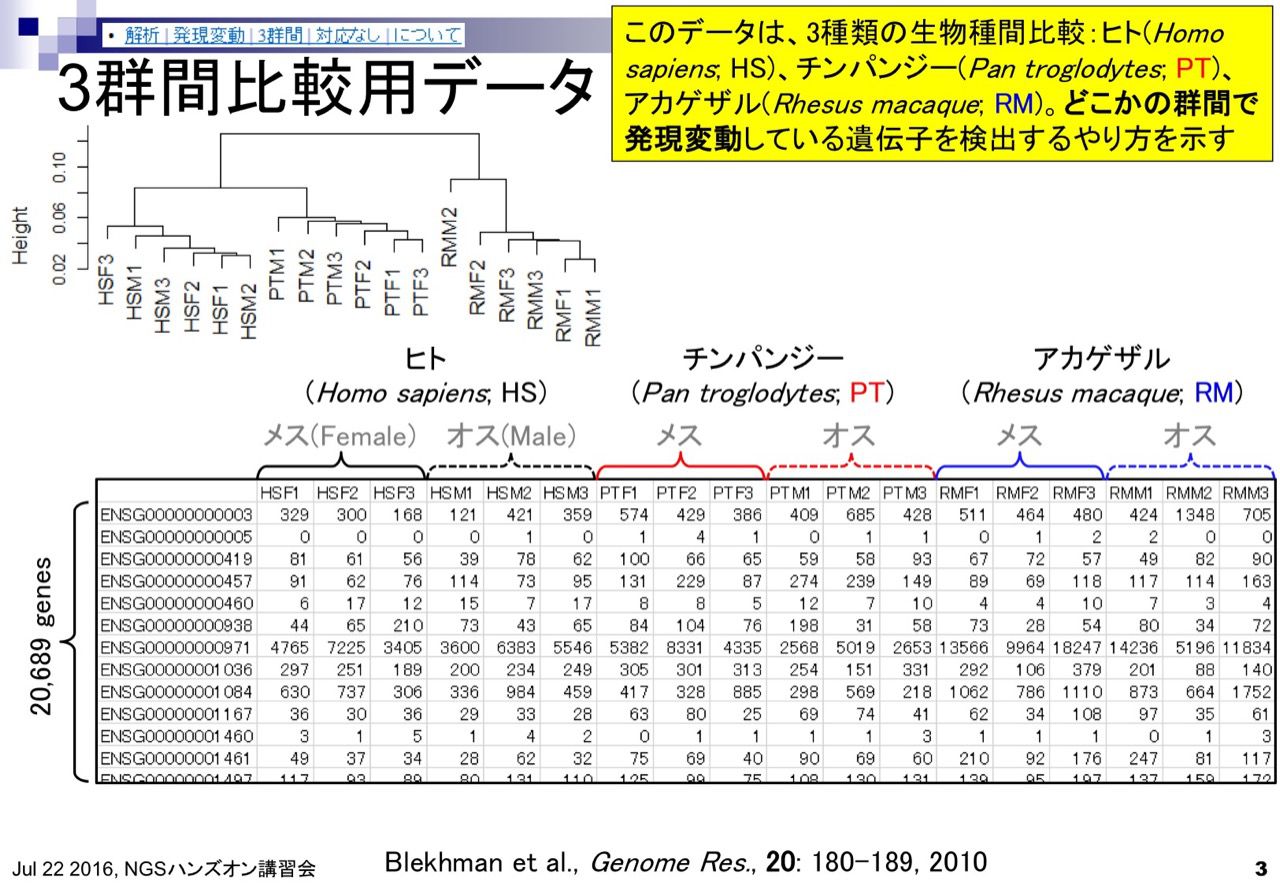 • 解析 | 発現変動 | 3群間 | 対応なし | について
3群間比較用データ
このデータは、3種類の生物種間比較：ヒト(Homo
sapiens; HS)、チンパンジー(Pan troglodytes; PT)、
アカゲザル(Rhesus macaque; RM)。どこかの群間で
発現変動している遺伝子を検出するやり方を示す
Height
0.02 0.06 0.10
HSF3 HSM1 HSM3 HSF2 HSF1 HSM2 PTM1 PTM2 PTM3 PTF2 PTF1 PTF3 RMM2 RMF2 RMF3 RMM3 RMF1 RMM1
ヒト チンパンジー アカゲザル
(Homo sapiens; HS) (Pan troglodytes; PT) (Rhesus macaque; RM)
メス(Female) オス(Male) メス オス メス オス
HSF1 HSF2 HSF3 HSM1 HSM2 HSM3 PTF1 PTF2 PTF3 PTM1 PTM2 PTM3 RMF1 RMF2 RMF3 RMM1 RMM2 RMM3
ENSG00000000003 329 300 168 121 421 359 574 429 386 409 685 428 511 464 480 424 1348 705
ENSG00000000005 0 0 0 0 1 0 1 4 1 0 1 1 0 1 2 2 0 0
ENSG00000000419 81 61 56 39 78 62 100 66 65 59 58 93 67 72 57 49 82 90
ENSG00000000457 91 62 76 114 73 95 131 229 87 274 239 149 89 69 118 117 114 163
ENSG00000000460 6 17 12 15 7 17 8 8 5 12 7 10 4 4 10 7 3 4
ENSG00000000938 44 65 210 73 43 65 84 104 76 198 31 58 73 28 54 80 34 72
ENSG00000000971 4765 7225 3405 3600 6383 5546 5382 8331 4335 2568 5019 2653 13566 9964 18247 14236 5196 11834
ENSG00000001036 297 251 189 200 234 249 305 301 313 254 151 331 292 106 379 201 88 140
ENSG00000001084 630 737 306 336 984 459 417 328 885 298 569 218 1062 786 1110 873 664 1752
ENSG00000001167 36 30 36 29 33 28 63 80 25 69 74 41 62 34 108 97 35 61
ENSG00000001460 3 1 5 1 4 2 0 1 1 1 1 3 1 1 1 0 1 3
ENSG00000001461 49 37 34 28 62 32 75 69 40 90 69 60 210 92 176 247 81 117
ENSG00000001497 117 93 89 80 131 110 125 99 75 108 130 131 139 95 197 137 159 172
20,689 genes
Jul 22 2016, NGSハンズオン講習会
Blekhman et al., Genome Res., 20: 180-189, 2010
3